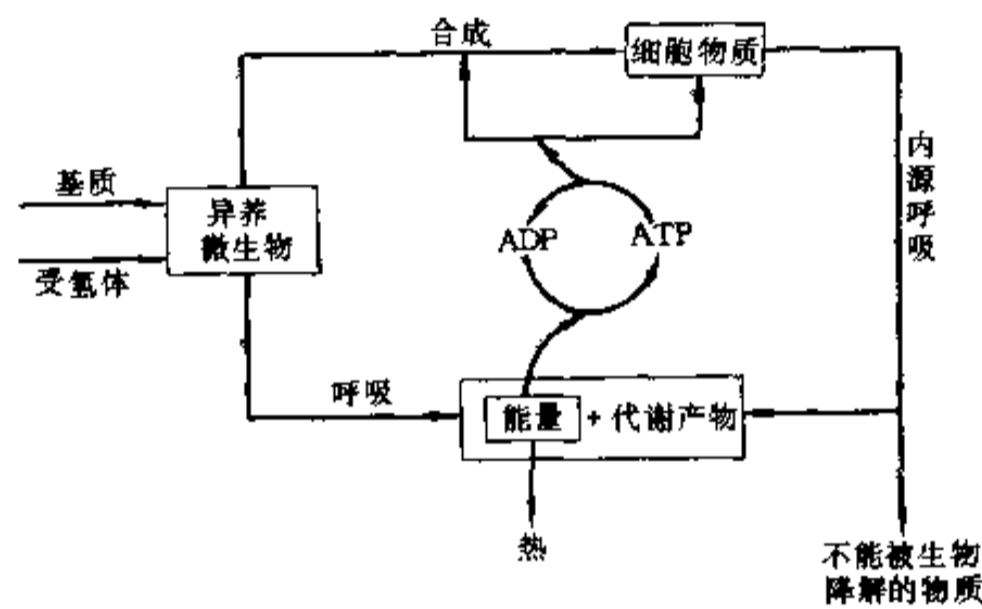 合成
细胞物质
基质
异养
微生物
受氢体
ADP
ATP
内
源
呼
吸
呼吸
能量 + 代谢产物
热
不能被生物
降解的物质